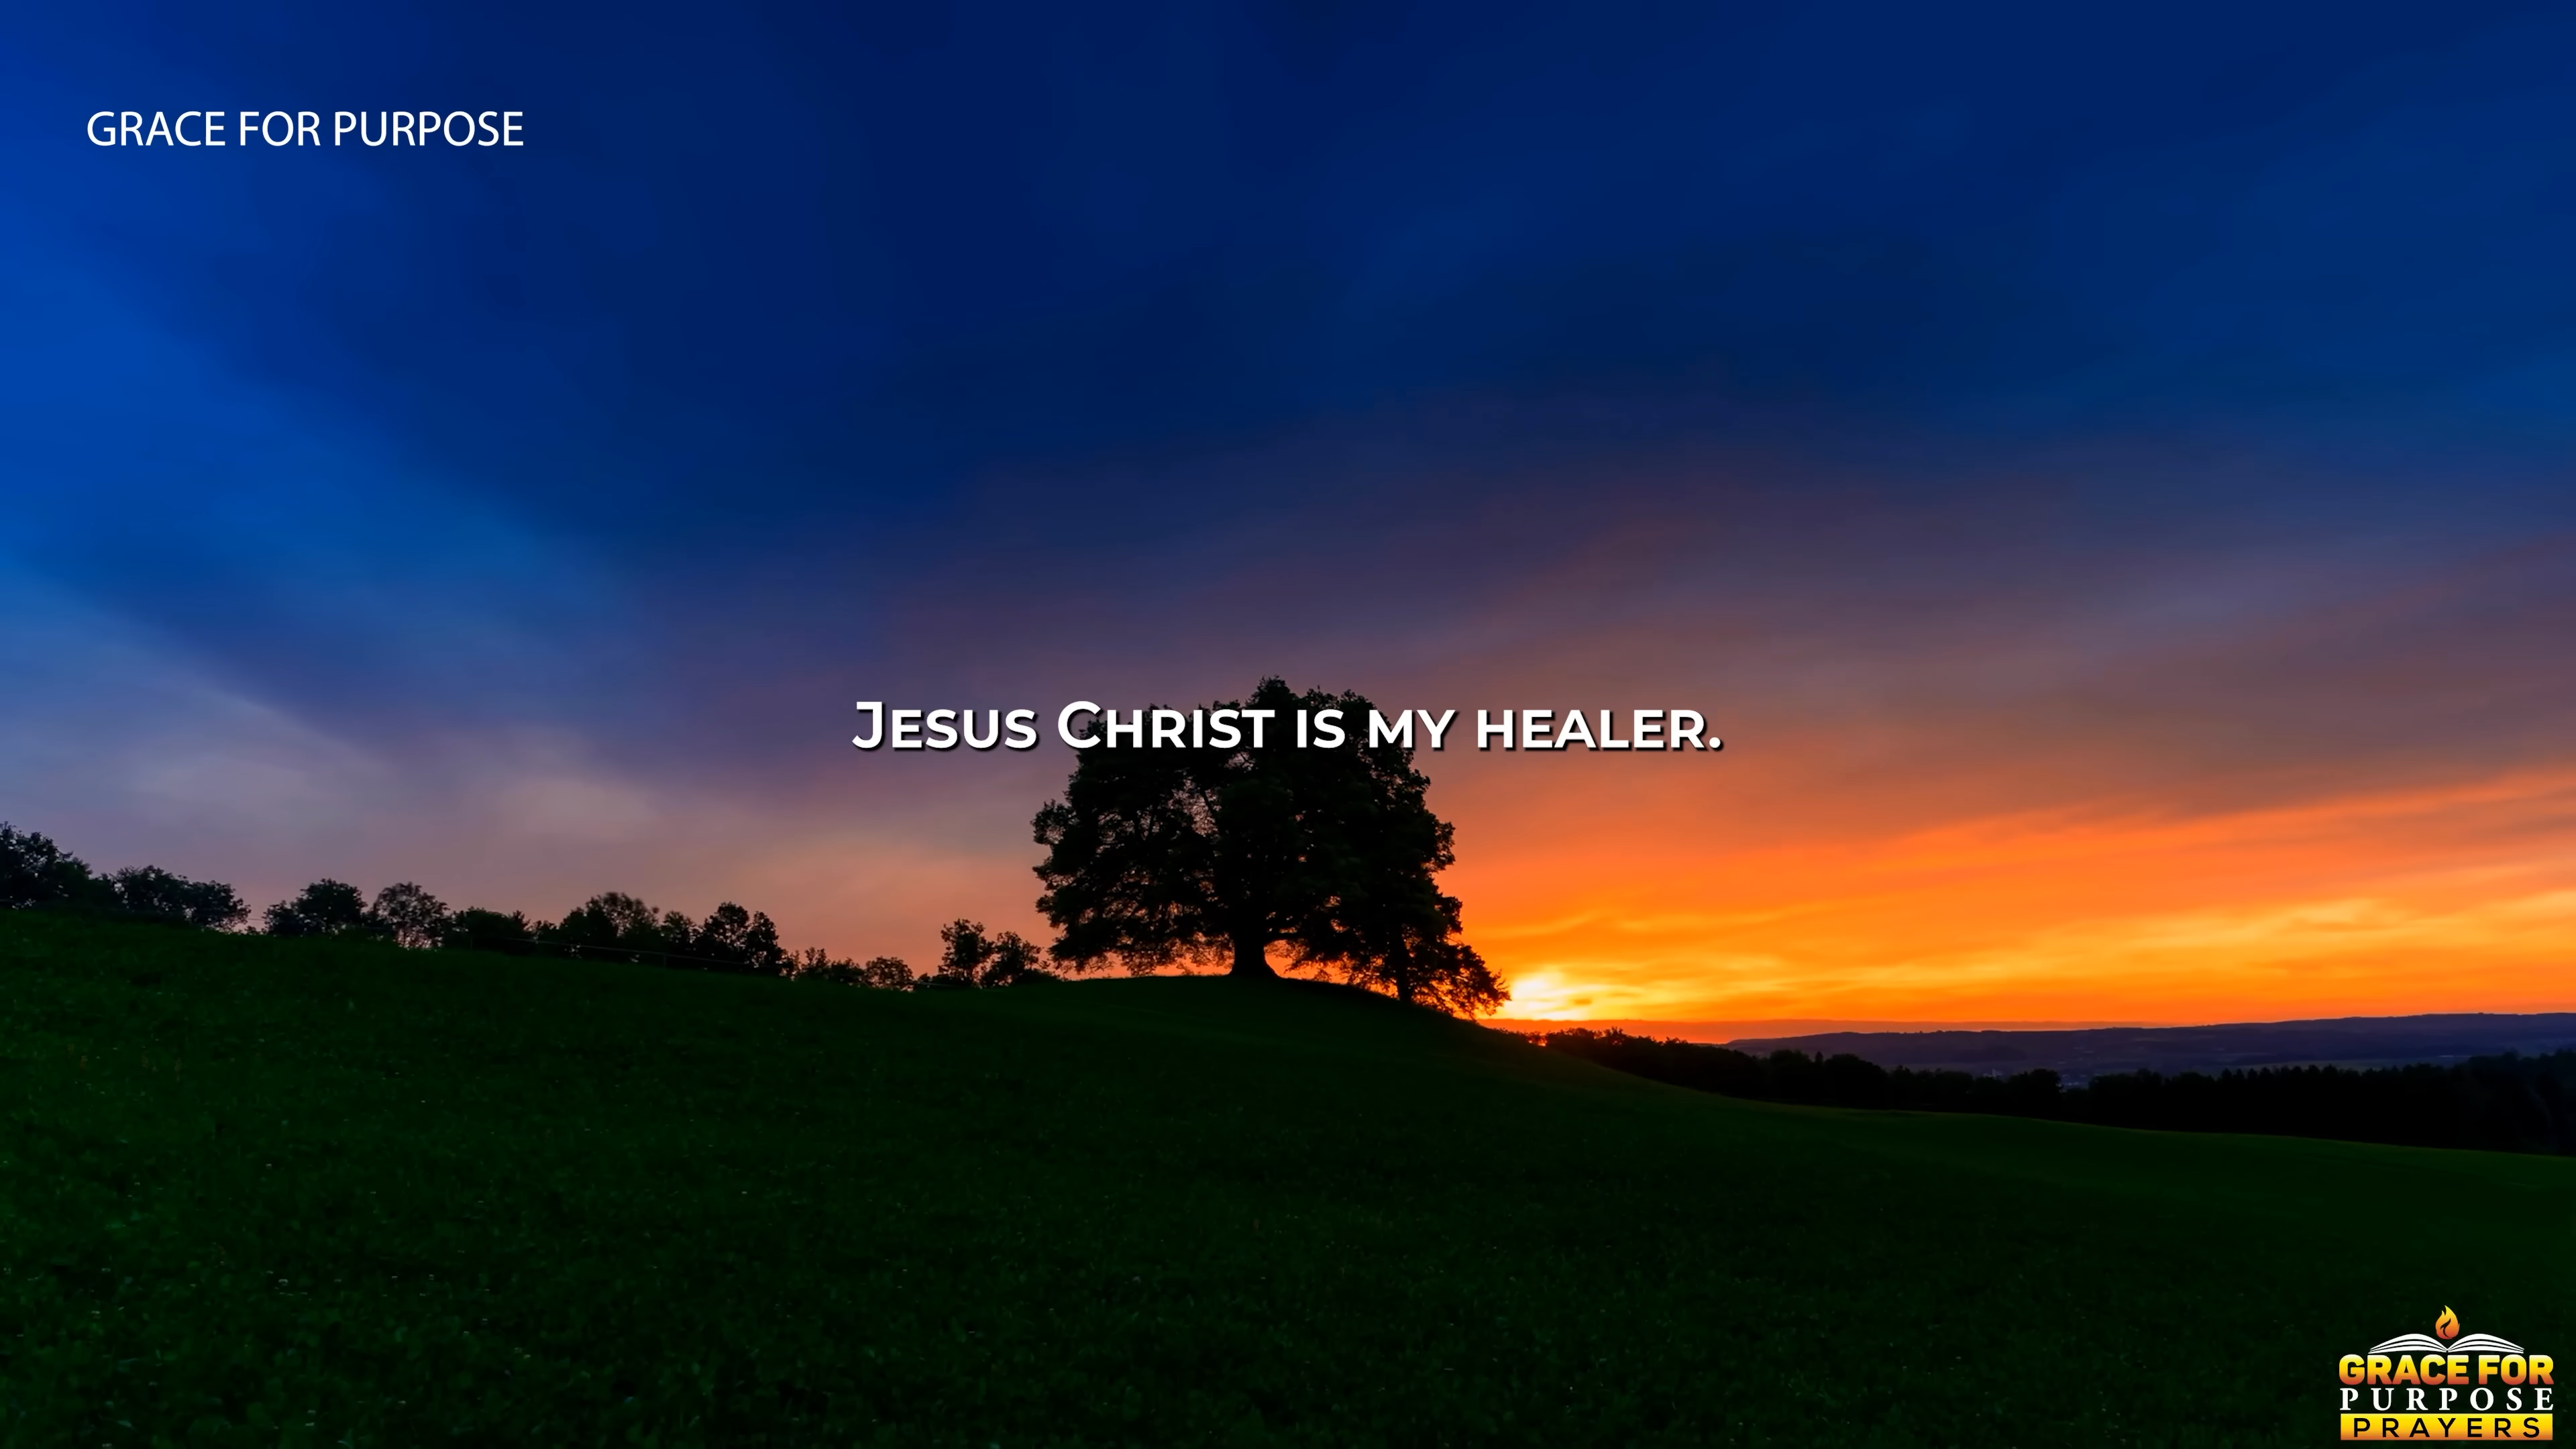 GRACE FOR PURPOSE
JESUS CHRIST IS MY HEALER.
GRACE FOR
PURPOSE
PRAYERS